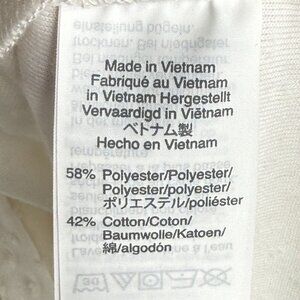 Made in Vietnam
Fabriqué au Vietnam
in Vietnam Hergestellt
Vervaardigd in Viêtnam
ベトナム製
Hecho en Vietnam
58% Polyester/Polyester/
Polyester/polyester/
ポリエステル/poliéster
42% Cotton/Coton/
Baumwolle/Katoen/
綿/algodón